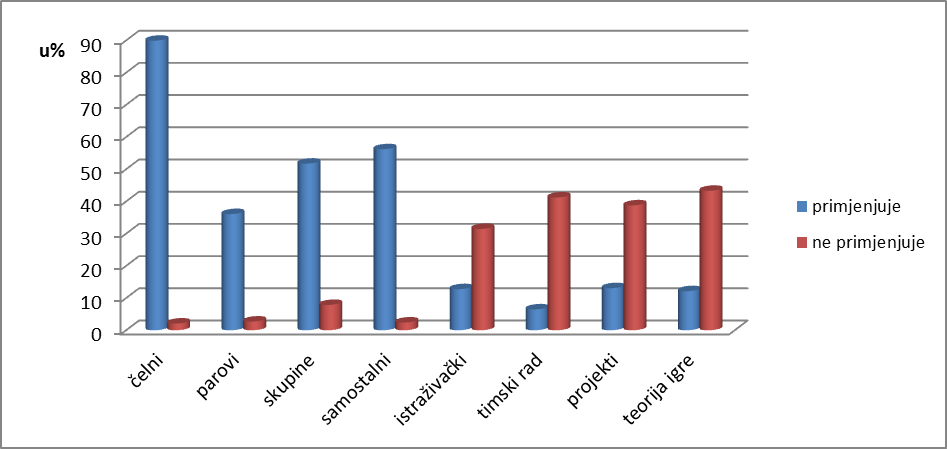 u%
90
80
70
60
50
40
30
20
10
0
čelni
parovi
skupine
samostalni
istraživački
timski rad
projekti
teorija igre
primjenjuje
ne primjenjuje